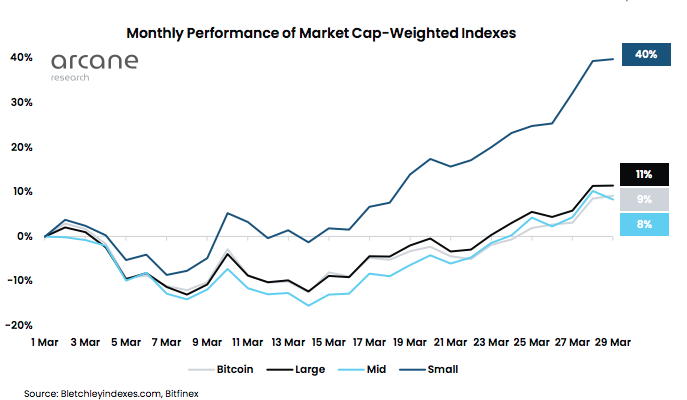 Monthly Performance of Market Cap-Weighted Indexes
arcane
research
40%
30%
20%
10%
0%
-10%
-20%
40%
11%
9%
8%
1 Mar 3 Mar 5 Mar 7 Mar 9 Mar 11 Mar 13 Mar 15 Mar 17 Mar 19 Mar 21 Mar 23 Mar 25 Mar 27 Mar 29 Mar
Bitcoin Large Mid Small
Source: Bletchleyindexes.com, Bitfinex